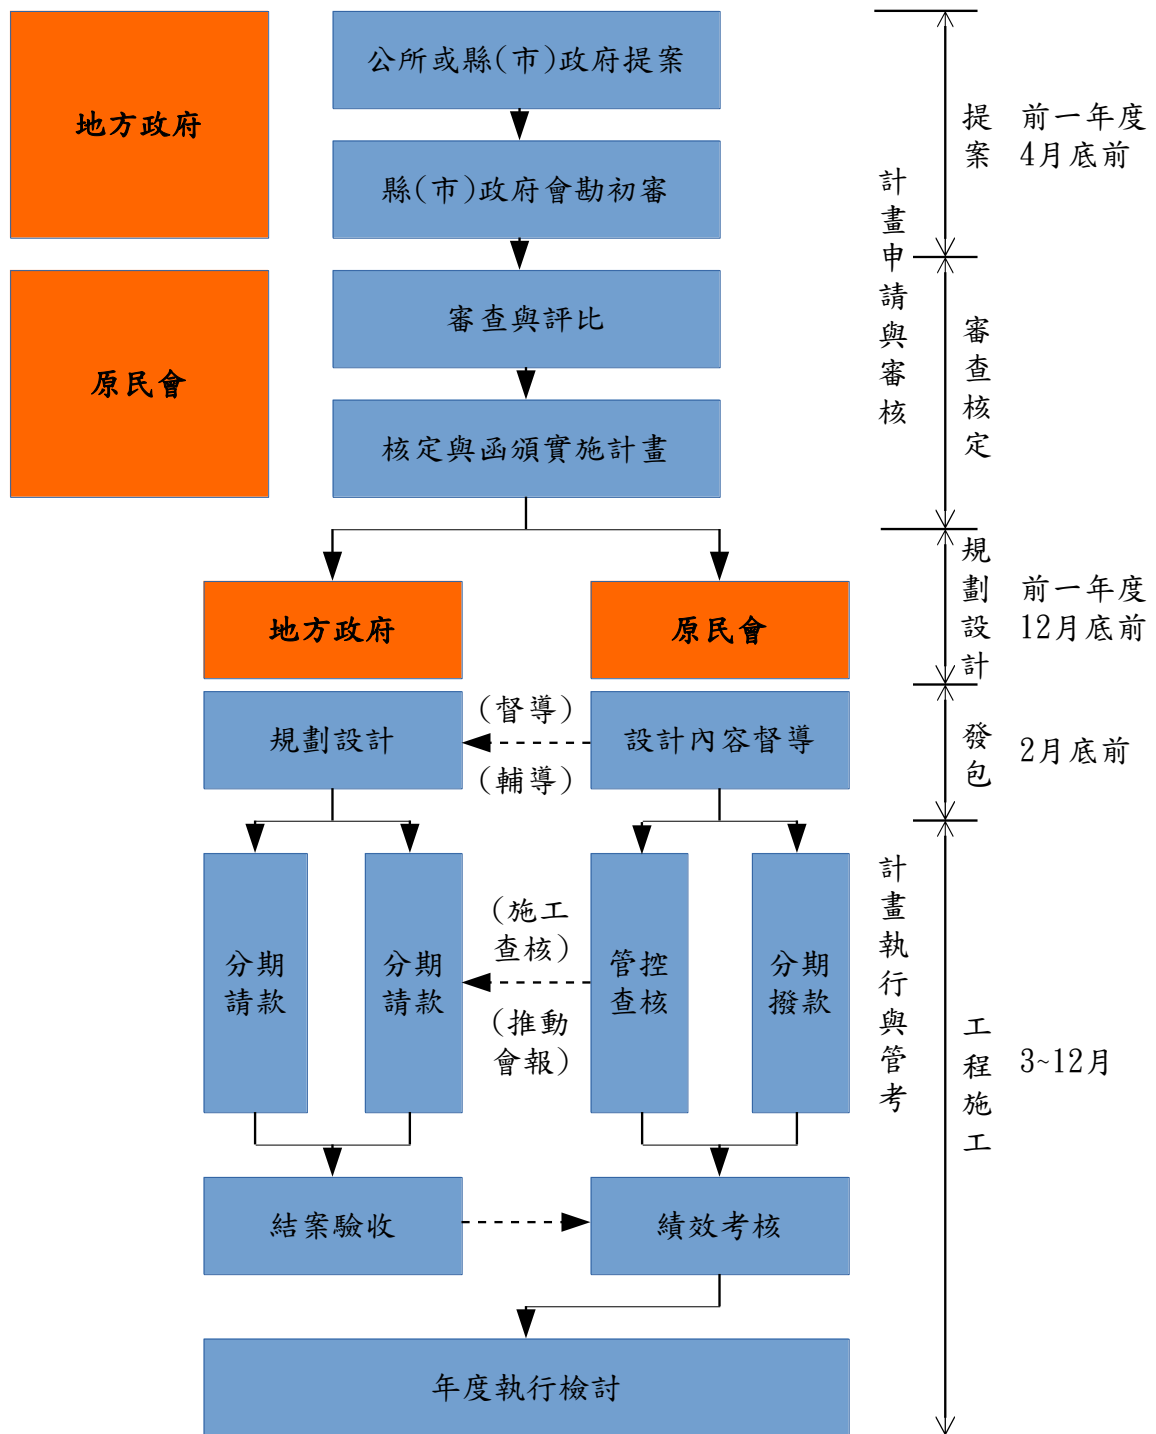 地方政府
公所或縣(市)政府提案
縣(市)政府會勘初審
提案
前一年度
4月底前
計畫申請與審核
原民會
審查與評比
核定與函頒實施計畫
審查核定
地方政府
原民會
規劃設計
前一年度
12月底前
規劃設計
(督導)
(輔導)
設計內容督導
發包
2月底前
分期
請款
分期
請款
(施工
查核)
(推動
會報)
管控
查核
分期
撥款
計畫執行與管考
工程施工
3~12月
結案驗收
績效考核
年度執行檢討